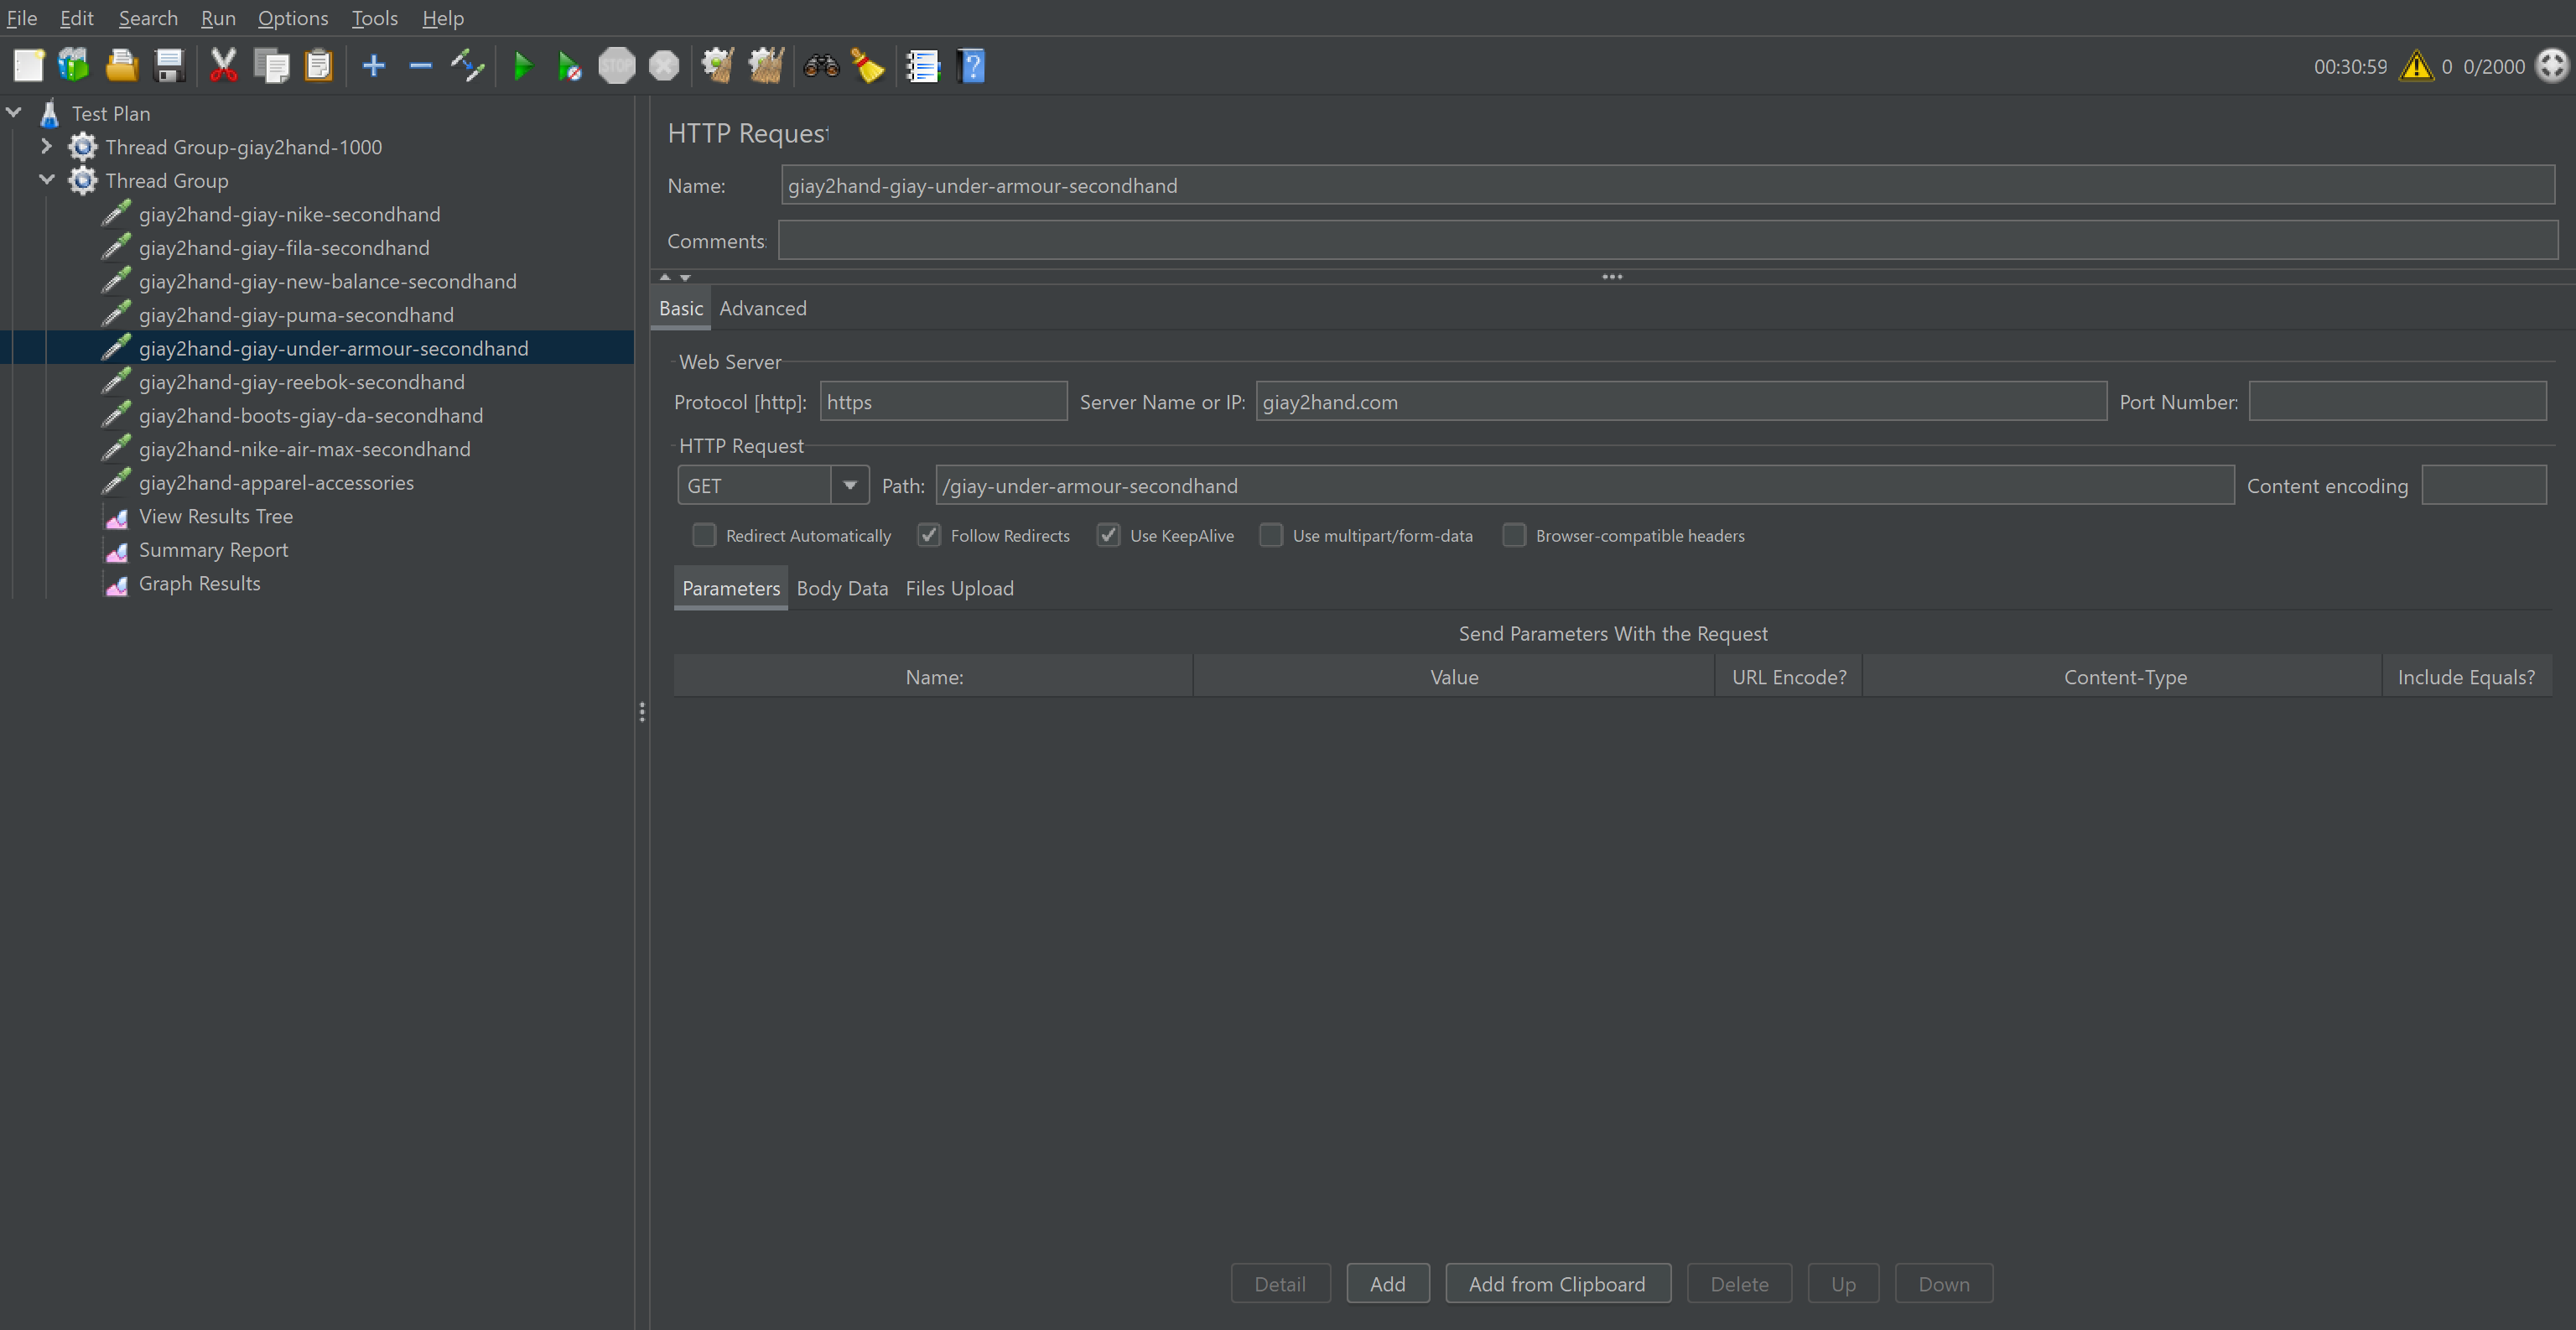 File Edit Search Run Options Tools Help
STOP
00:30:59 0 0/2000
Test Plan
Thread Group-giay2hand-1000
Thread Group
giay2hand-giay-nike-secondhand
giay2hand-giay-fila-secondhand
giay2hand-giay-new-balance-secondhand
giay2hand-giay-puma-secondhand
giay2hand-giay-under-armour-secondhand
giay2hand-giay-reebok-secondhand
giay2hand-boots-giay-da-secondhand
giay2hand-nike-air-max-secondhand
giay2hand-apparel-accessories
View Results Tree
Summary Report
Graph Results
HTTP Request
Name: giay2hand-giay-under-armour-secondhand
Comments:
Basic Advanced
Web Server
Protocol [http]: https Server Name or IP: giay2hand.com Port Number:
HTTP Request
GET Path: /giay-under-armour-secondhand Content encoding
Redirect Automatically Follow Redirects Use KeepAlive Use multipart/form-data Browser-compatible headers
Parameters Body Data Files Upload
Send Parameters With the Request
Name: Value URL Encode? Content-Type Include Equals?
Detail Add Add from Clipboard Delete Up Down